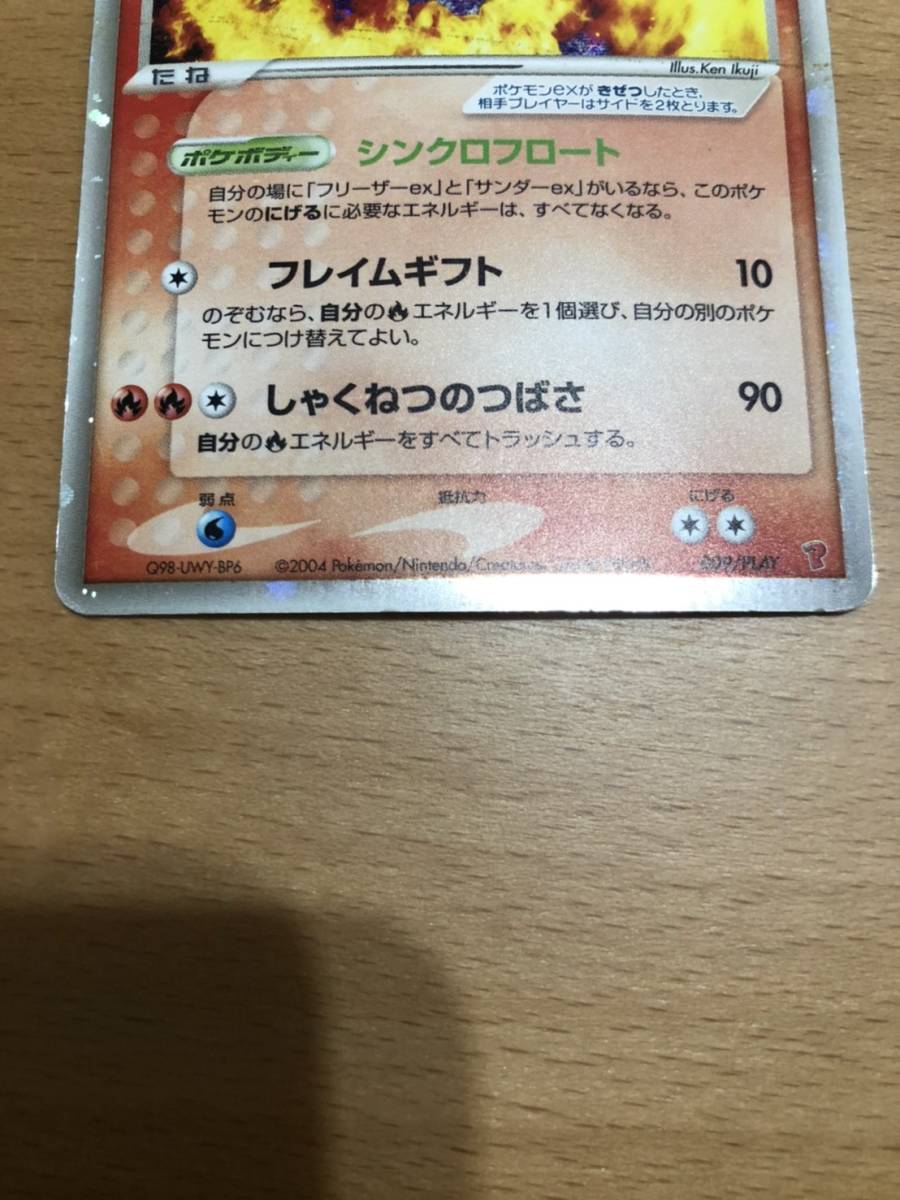 たね
Illus.Ken Ikuji
ポケモンexが きぜつしたとき、
相手プレイヤーはサイドを2枚とります。
ポケボディー シンクロフロート
自分の場に「フリーザーex」と「サンダーex」がいるなら、このポケ
モンのにげるに必要なエネルギーは、すべてなくなる。
フレイムギフト 10
のぞむなら、自分のエネルギーを1個選び、自分の別のポケ
モンにつけ替えてよい。
しゃくねつのつばさ 90
自分のエネルギーをすべてトラッシュする。
弱点 抵抗力 にげる
Q98-UWY-BP6 ©2004 Pokémon/Nintendo/Creatures 009/PLAY